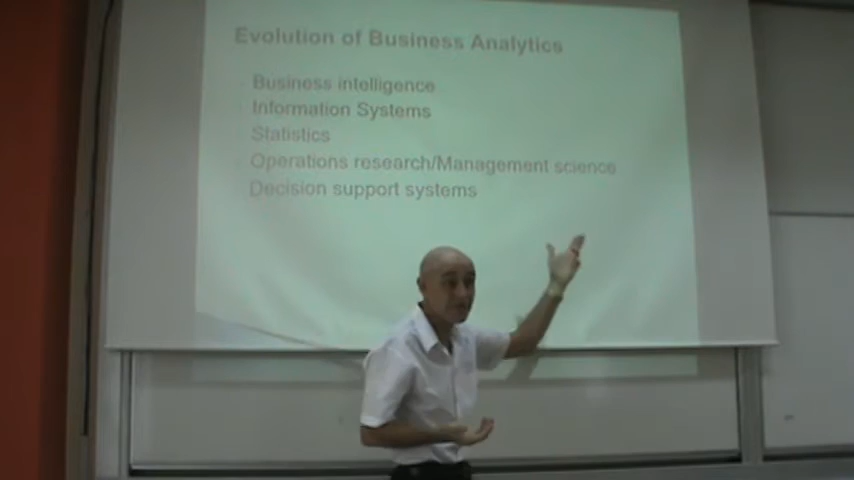 Evolution of Business Analytics
Business intelligence
Information Systems
Statistics
Operations research/Management science
Decision support systems